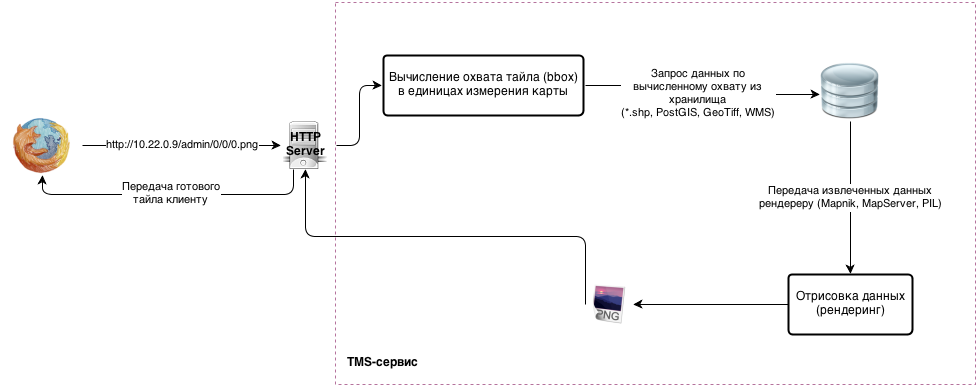 Вычисление охвата тайла (bbox)
в единицах измерения карты
Запрос данных по
вычисленному охвату из
хранилища
(*.shp, PostGIS, GeoTiff, WMS)
http://10.22.0.9/admin/0/0/0.png
HTTP
Server
Передача готового
тайла клиенту
Передача извлеченных данных
рендереру (Mapnik, MapServer, PIL)
Отрисовка данных
(рендеринг)
PNG
TMS-сервис